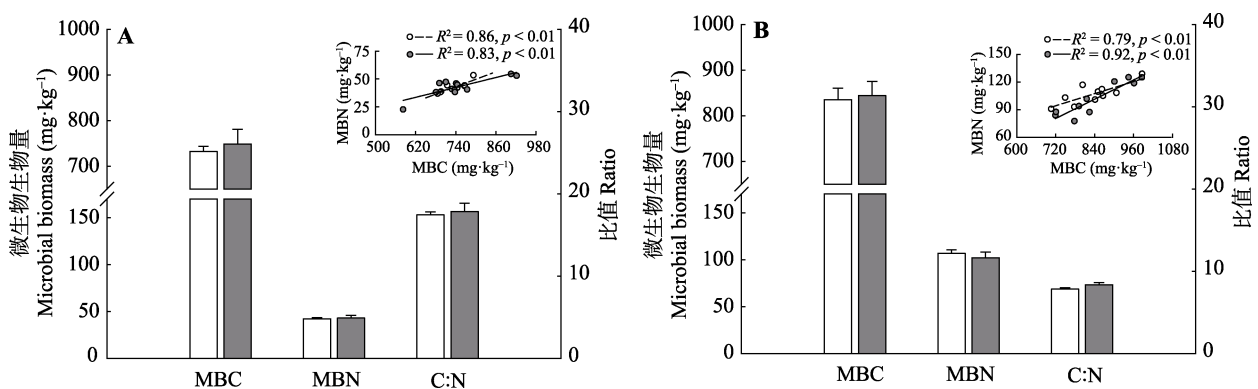 A
1000
900
800
700
150
100
50
0
微生物生物量
Microbial biomass (mg·kg⁻¹)
40
30
20
10
0
比值 Ratio
MBC
MBN
C:N
R² = 0.86, p < 0.01
R² = 0.83, p < 0.01
75
50
25
0
MBN (mg·kg⁻¹)
500 620 740 860 980
MBC (mg·kg⁻¹)
B
1000
900
800
700
150
100
50
0
微生物生物量
Microbial biomass (mg·kg⁻¹)
40
30
20
10
0
比值 Ratio
MBC
MBN
C:N
R² = 0.79, p < 0.01
R² = 0.92, p < 0.01
150
120
90
60
MBN (mg·kg⁻¹)
600 720 840 960 1080
MBC (mg·kg⁻¹)